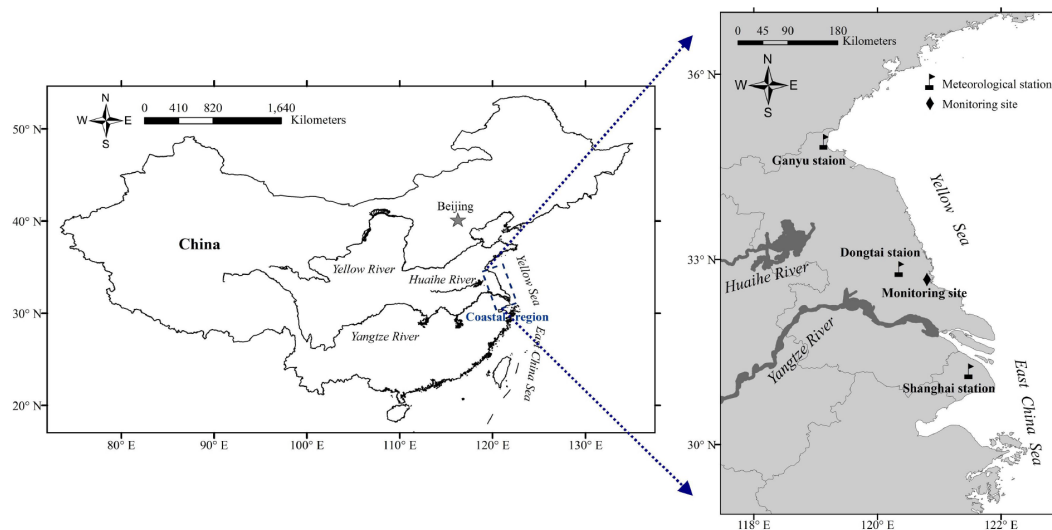 N
W E
S
0 410 820 1,640
Kilometers
50° N
40° N
30° N
20° N
80° E 90° E 100° E 110° E 120° E 130° E
Beijing
China
Yellow River
Huaihe River
Yellow Sea
Coastal region
Yangtze River
East China Sea
0 45 90 180
Kilometers
N
W E
S
36° N
33° N
30° N
118° E 120° E 122° E
Meteorological station
Monitoring site
Ganyu staion
Yellow Sea
Dongtai staion
Huaihe River
Monitoring site
Yangtze River
Shanghai station
East China Sea